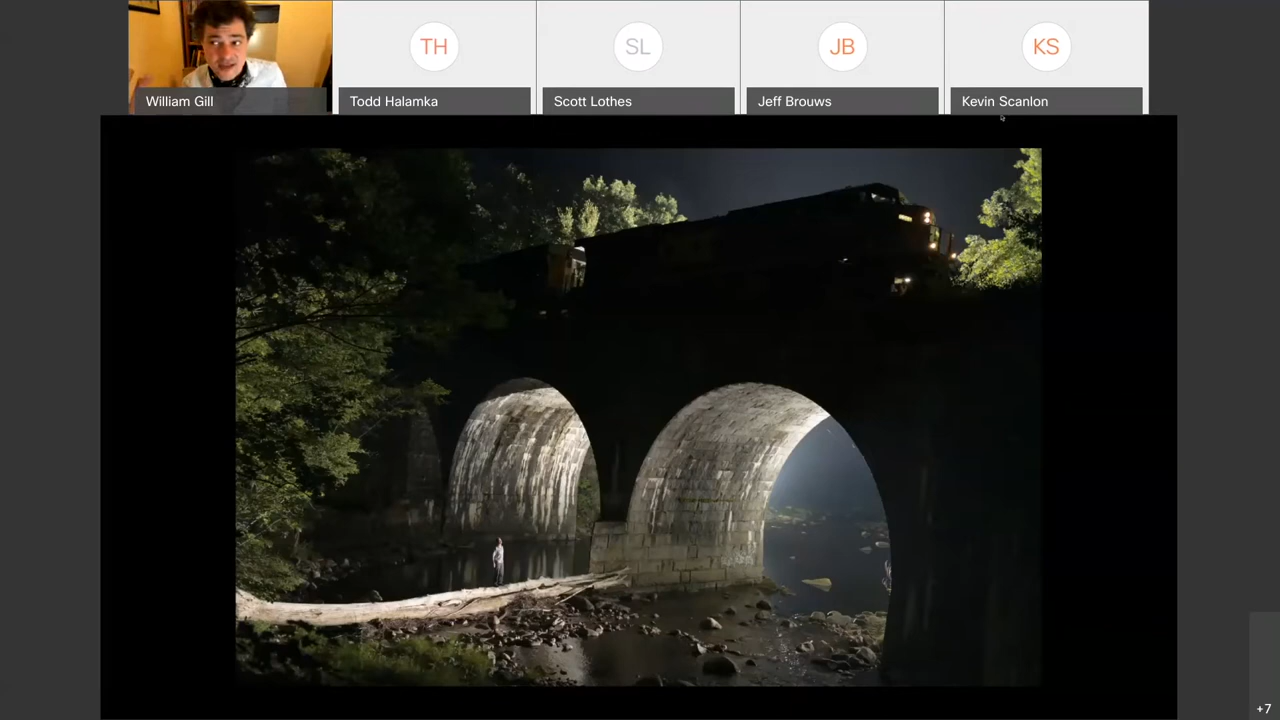 TH
SL
JB
KS
William Gill
Todd Halamka
Scott Lothes
Jeff Brouws
Kevin Scanlon
+7